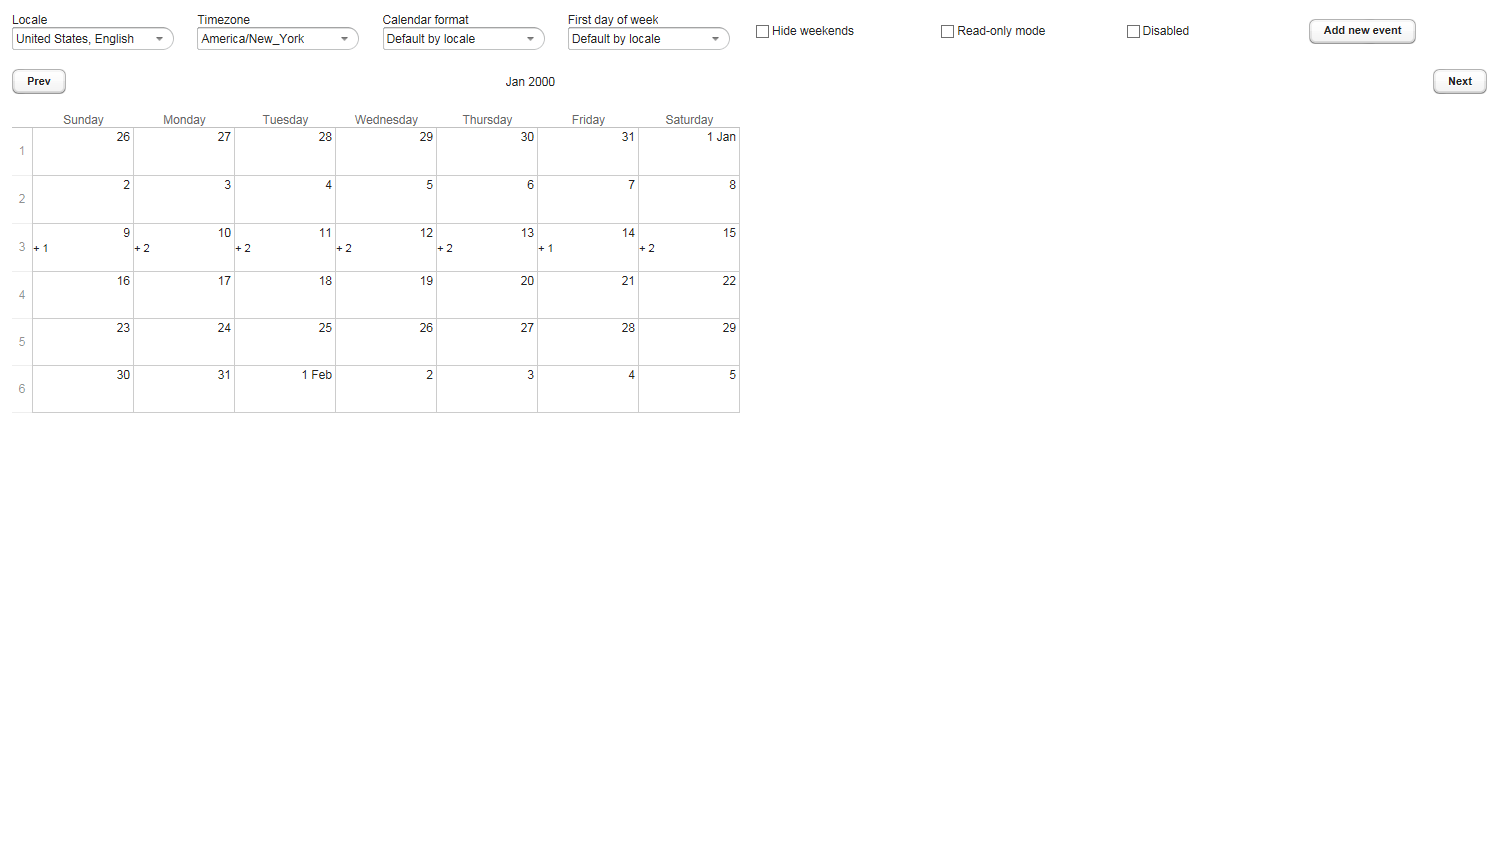 Locale
Timezone
Calendar format
First day of week
United States, English
America/New_York
Default by locale
Default by locale
Hide weekends
Read-only mode
Disabled
Add new event
Prev
Jan 2000
Next
Sunday Monday Tuesday Wednesday Thursday Friday Saturday
1 26 27 28 29 30 31 1 Jan
2 2 3 4 5 6 7 8
9 10 11 12 13 14 15
3 + 1 + 2 + 2 + 2 + 2 + 1 + 2
4 16 17 18 19 20 21 22
5 23 24 25 26 27 28 29
6 30 31 1 Feb 2 3 4 5